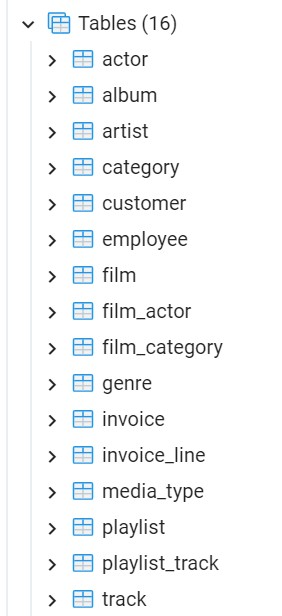 Tables (16)
actor
album
artist
category
customer
employee
film
film_actor
film_category
genre
invoice
invoice_line
media_type
playlist
playlist_track
track